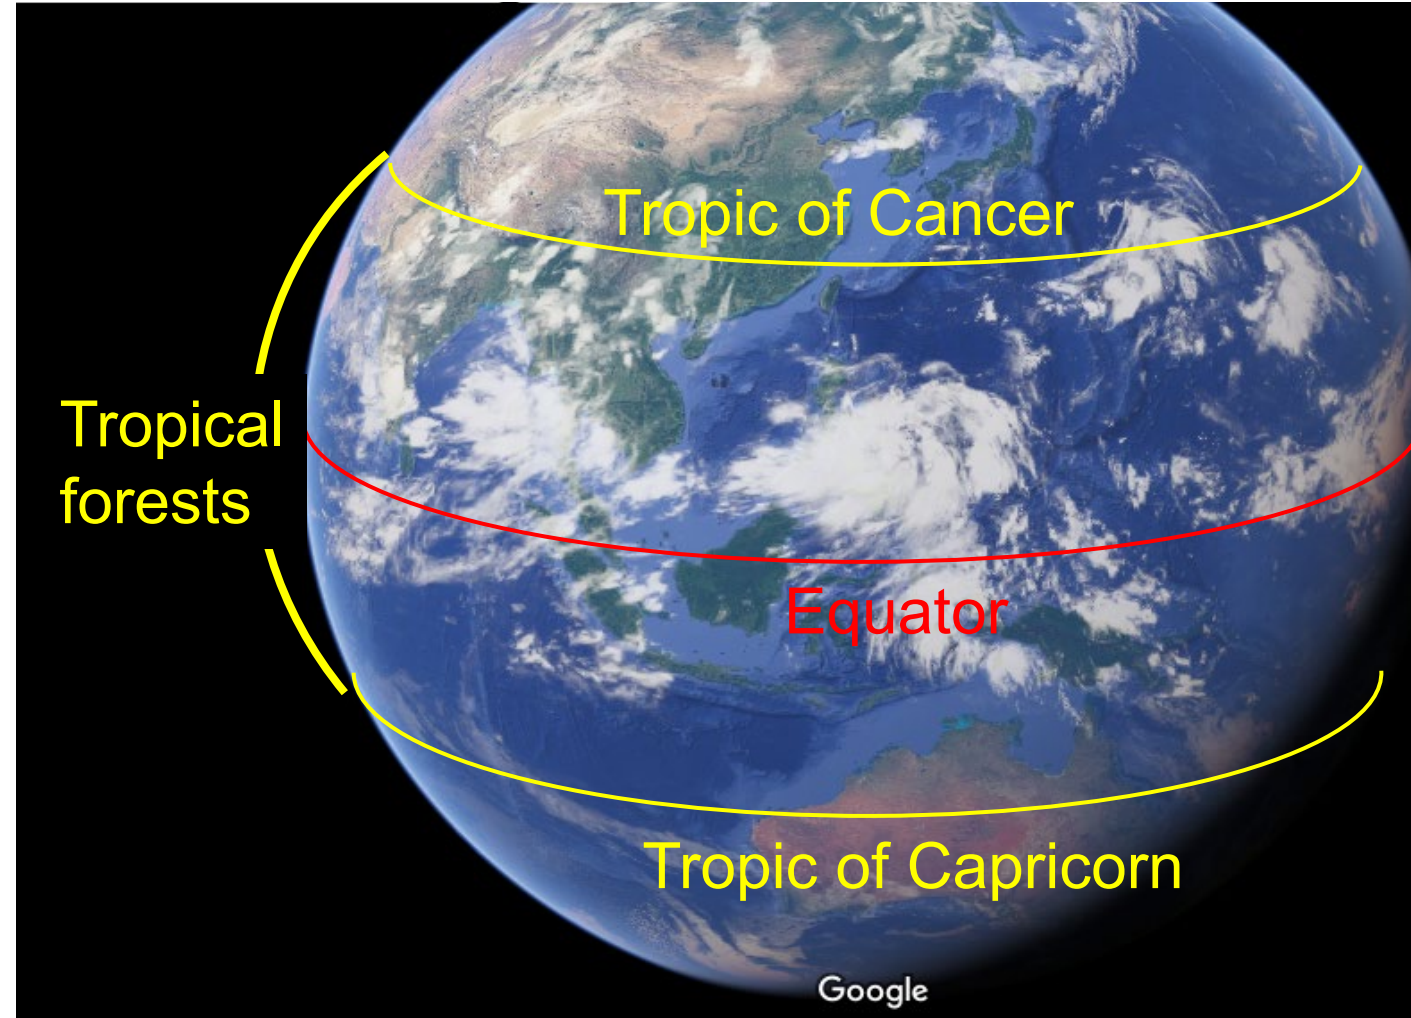 Tropic of Cancer
Tropical
forests
Equator
Tropic of Capricorn
Google